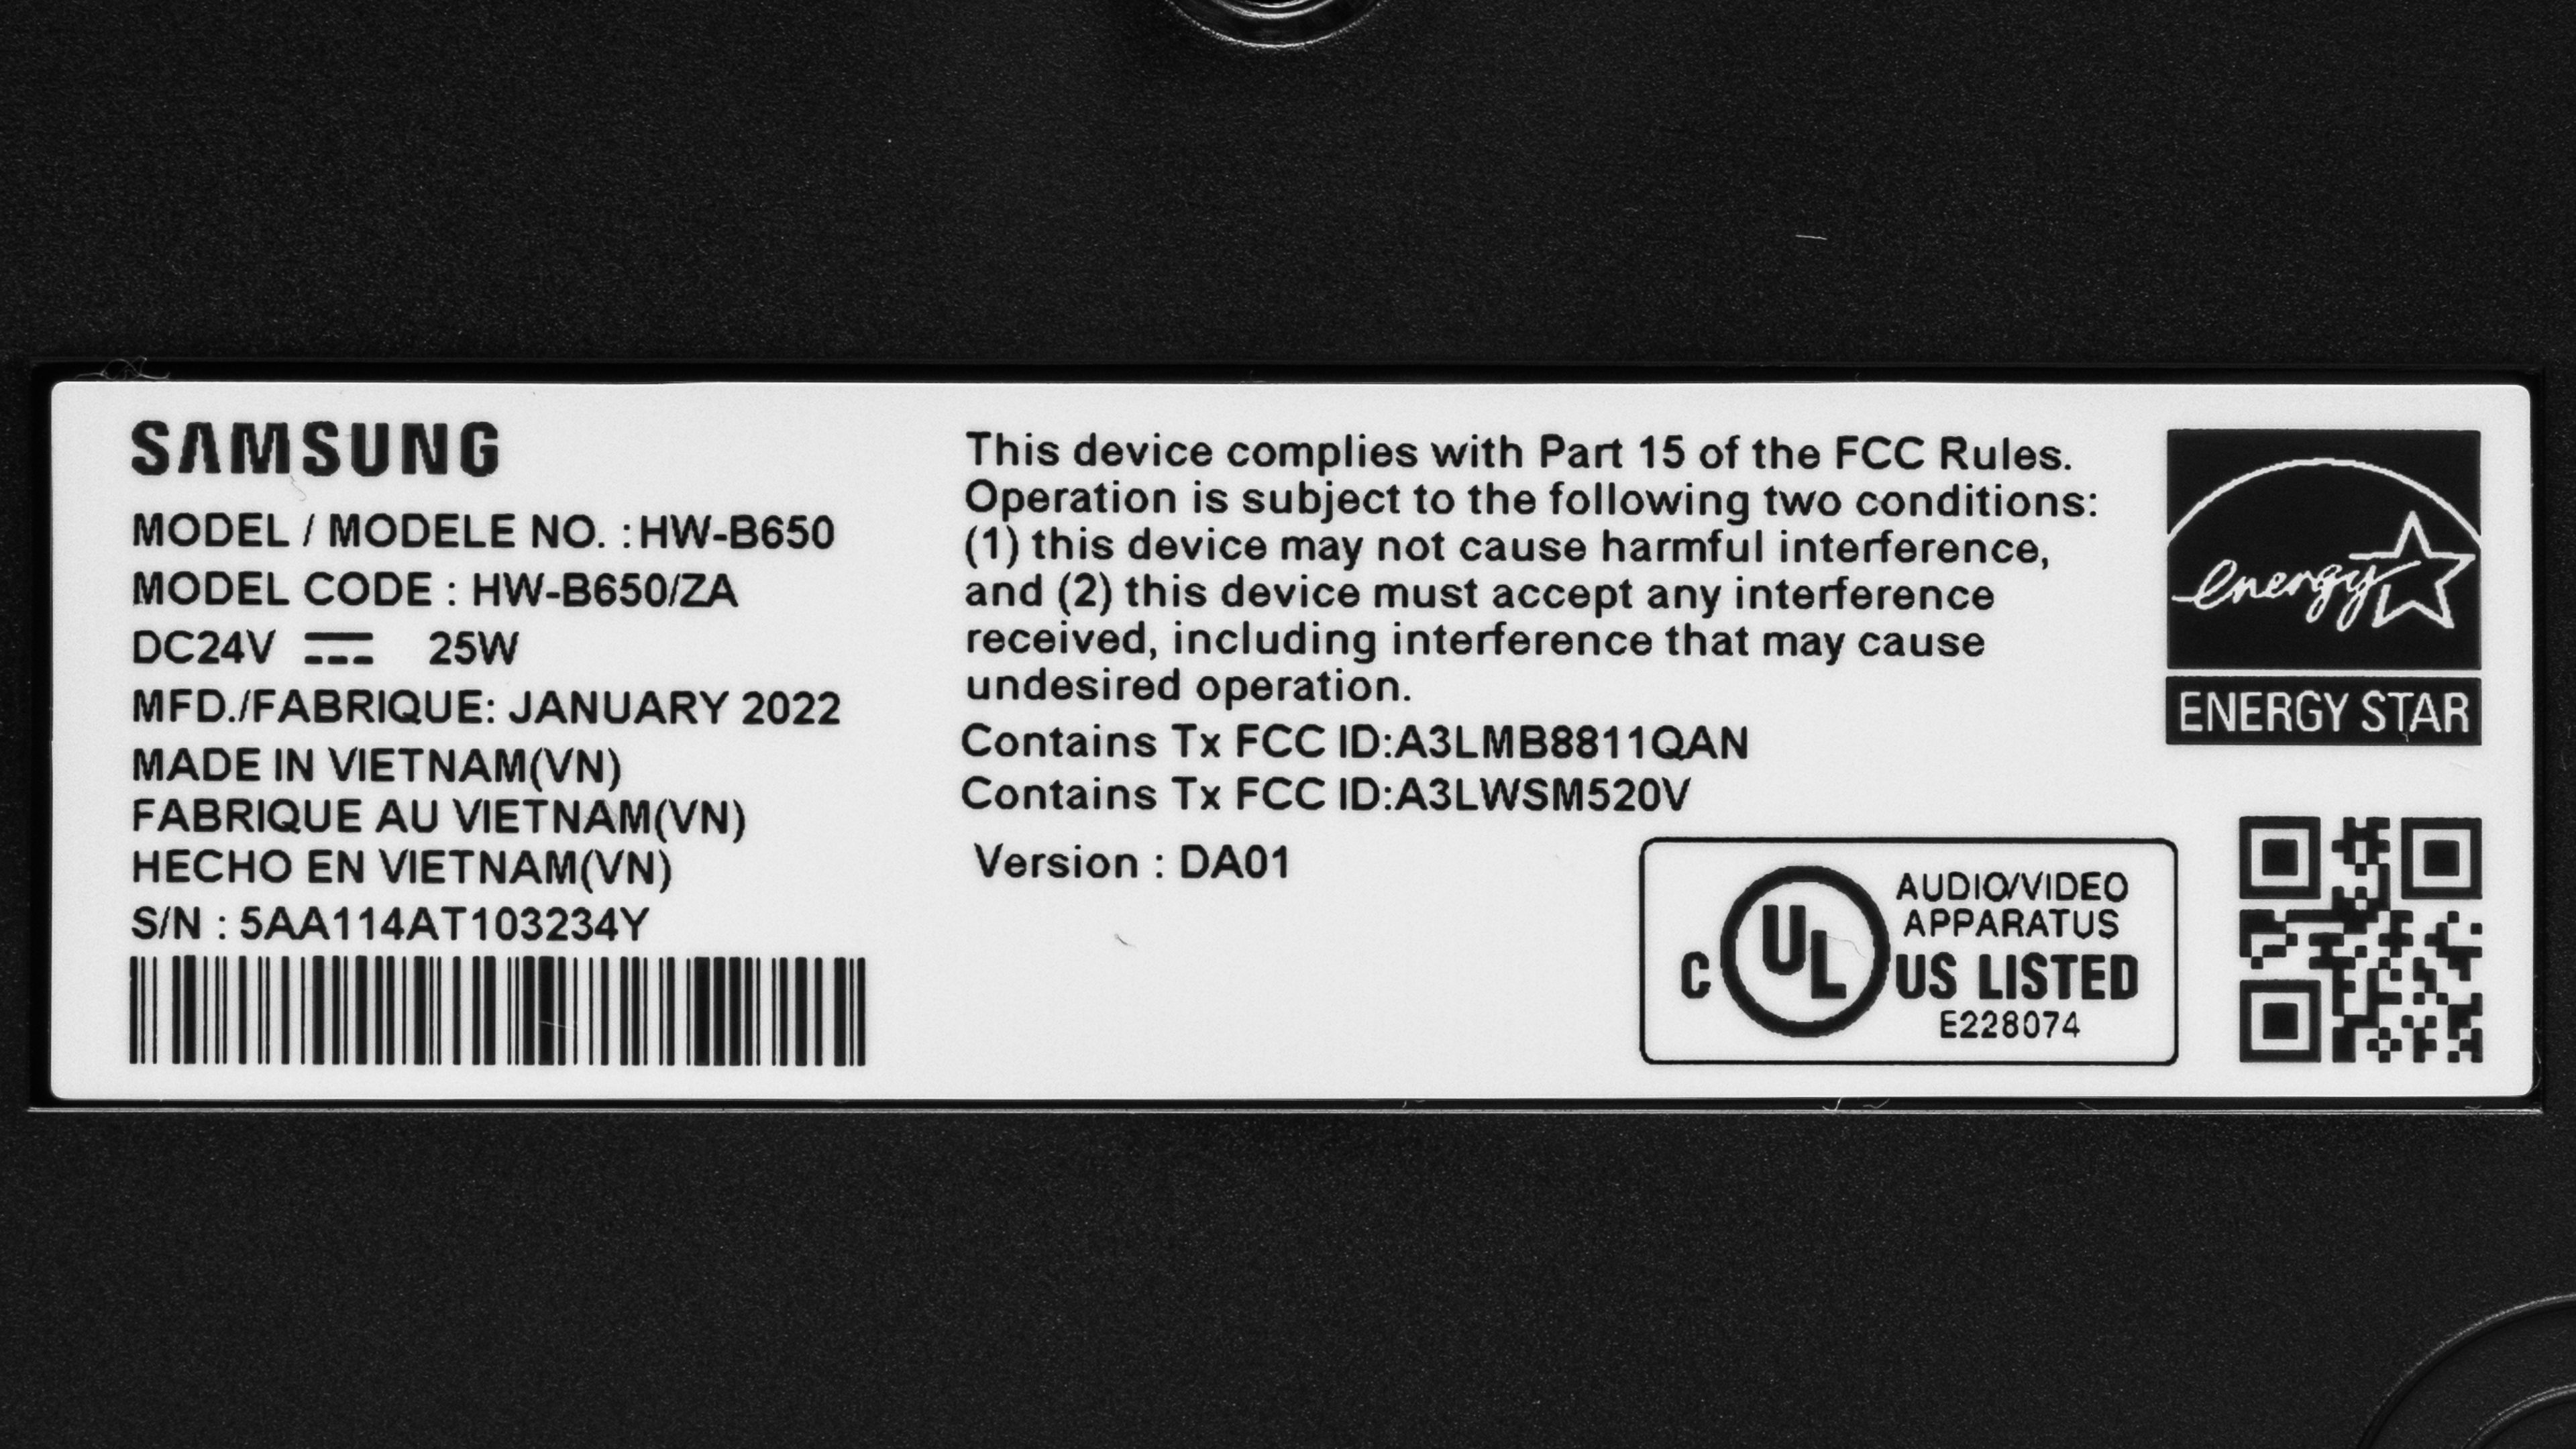 SAMSUNG
MODEL / MODELE NO. : HW-B650
MODEL CODE : HW-B650/ZA
DC24V ⎓ 25W
MFD./FABRIQUE: JANUARY 2022
MADE IN VIETNAM(VN)
FABRIQUE AU VIETNAM(VN)
HECHO EN VIETNAM(VN)
S/N : 5AA114AT103234Y
This device complies with Part 15 of the FCC Rules.
Operation is subject to the following two conditions:
(1) this device may not cause harmful interference,
and (2) this device must accept any interference
received, including interference that may cause
undesired operation.
Contains Tx FCC ID:A3LMB8811QAN
Contains Tx FCC ID:A3LWSM520V
Version : DA01
energy
ENERGY STAR
C UL US LISTED
AUDIO/VIDEO
APPARATUS
E228074